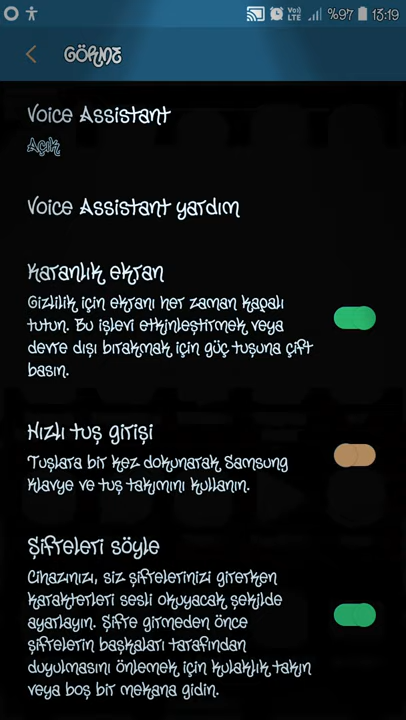 Vo))
LTE
%97
13:19
GÖRME
Voice Assistant
Açık
Voice Assistant yardım
Karanlık ekran
Gizlilik için ekranı her zaman kapalı
tutun. Bu işlevi etkinleştirmek veya
devre dışı bırakmak için güç tuşuna çift
basın.
Hızlı tuş girişi
Tuşlara bir kez dokunarak Samsung
klavye ve tuş takımını kullanın.
Şifreleri söyle
Cihazınızı, siz şifrelerinizi girerken
karakterleri sesli okuyacak şekilde
ayarlayın. Şifre girmeden önce
şifrelerin başkaları tarafından
duyulmasını önlemek için kulaklık takın
veya boş bir mekana gidin.